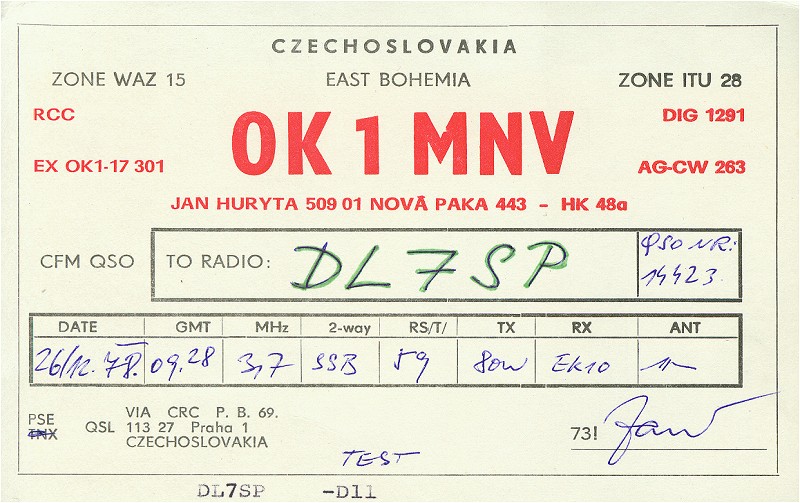 CZECHOSLOVAKIA
ZONE WAZ 15 EAST BOHEMIA ZONE ITU 28
RCC DIG 1291
OK 1 MNV
EX OK1-17 301 AG-CW 263
JAN HURYTA 509 01 NOVÁ PAKA 443 - HK 48a
CFM QSO TO RADIO: DL7SP QSO NR:
14423.
DATE GMT MHz 2-way RS/T/ TX RX ANT
26/12.78. 09,28 3,7 SSB 59 80W EK10
PSE
TNX
QSL VIA CRC P. B. 69.
113 27 Praha 1
CZECHOSLOVAKIA
73! Jan
TEST
DL7SP -D11